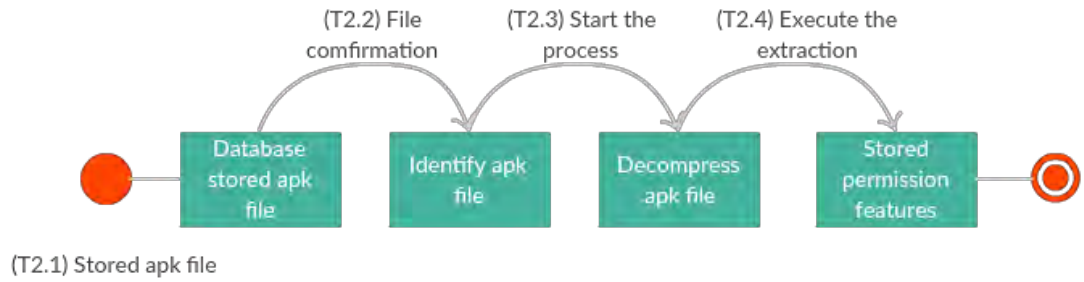 (T2.2) File
comfirmation
(T2.3) Start the
process
(T2.4) Execute the
extraction
Database
stored apk
file
Identify apk
file
Decompress
apk file
Stored
permission
features
(T2.1) Stored apk file